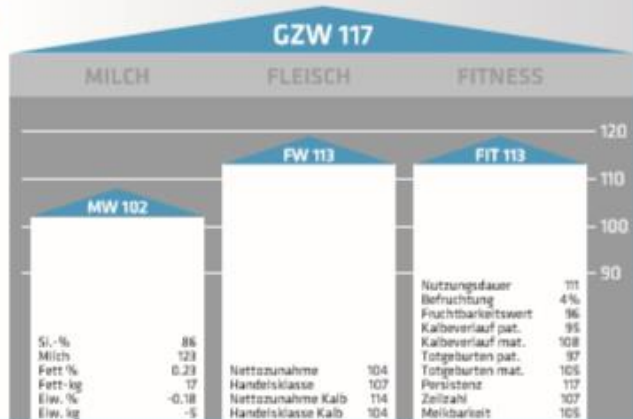 GZW 117
MILCH FLEISCH FITNESS
120
FW 113 FIT 113
110
MW 102
100
90
Si.-% 86
Milch 123
Fett % 0.23
Fett-kg 17
Eiw. % -0.18
Eiw. kg -5
Nettozunahme 104
Handelsklasse 107
Nettozunahme Kalb 114
Handelsklasse Kalb 104
Nutzungsdauer 111
Befruchtung 4%
Fruchtbarkeitswert 96
Kalbeverlauf pat. 95
Kalbeverlauf mat. 108
Totgeburten pat. 97
Totgeburten mat. 105
Persistenz 117
Zellzahl 107
Melkbarkeit 105